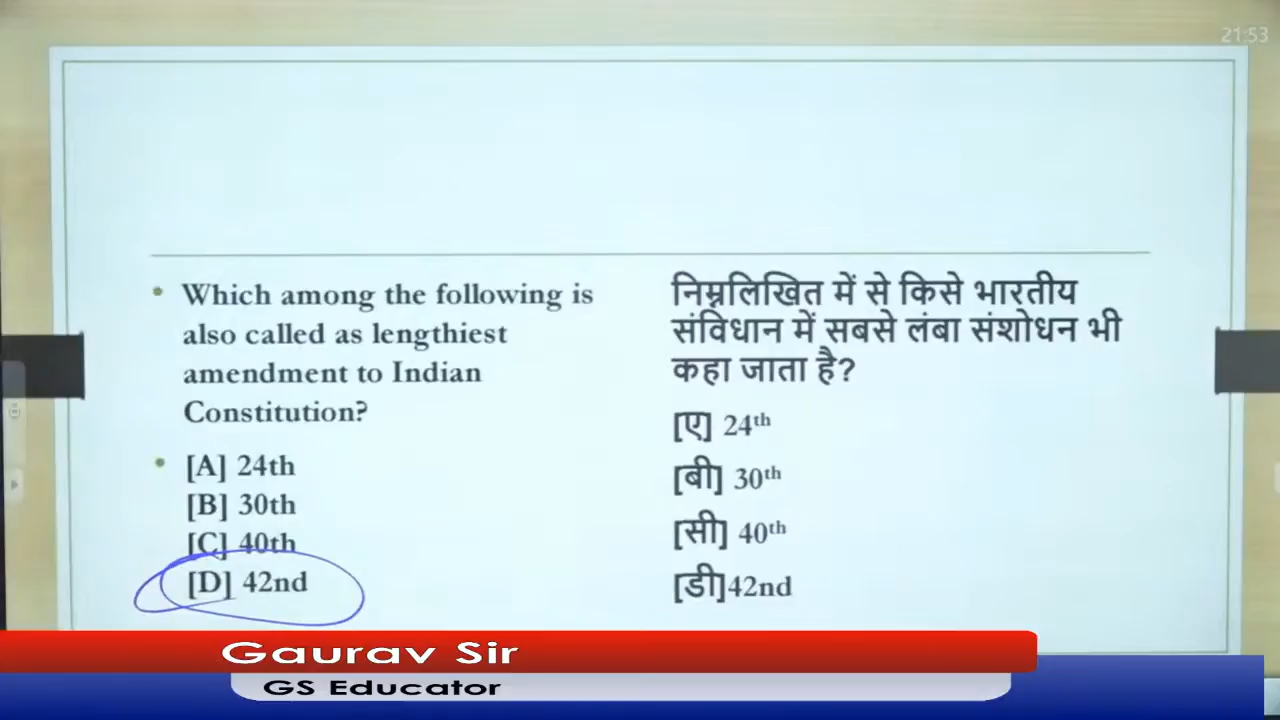 21:53
• Which among the following is
also called as lengthiest
amendment to Indian
Constitution?
• [A] 24th
[B] 30th
[C] 40th
[D] 42nd
निम्नलिखित में से किसे भारतीय
संविधान में सबसे लंबा संशोधन भी
कहा जाता है?
[ए] 24th
[बी] 30th
[सी] 40th
[डी]42nd
Gaurav Sir
GS Educator